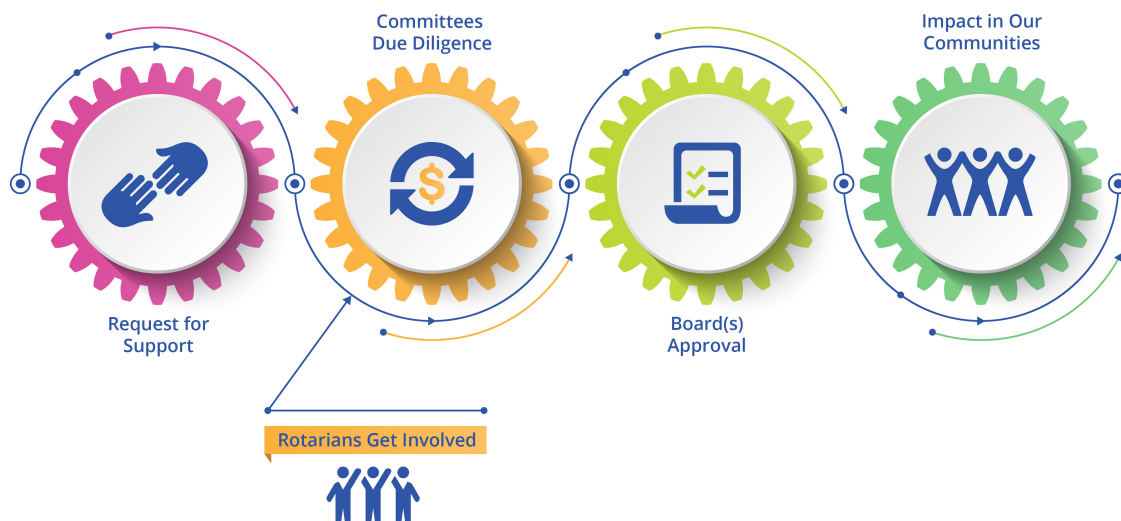 Committees
Due Diligence
Impact in Our
Communities
$
Request for
Support
Board(s)
Approval
Rotarians Get Involved